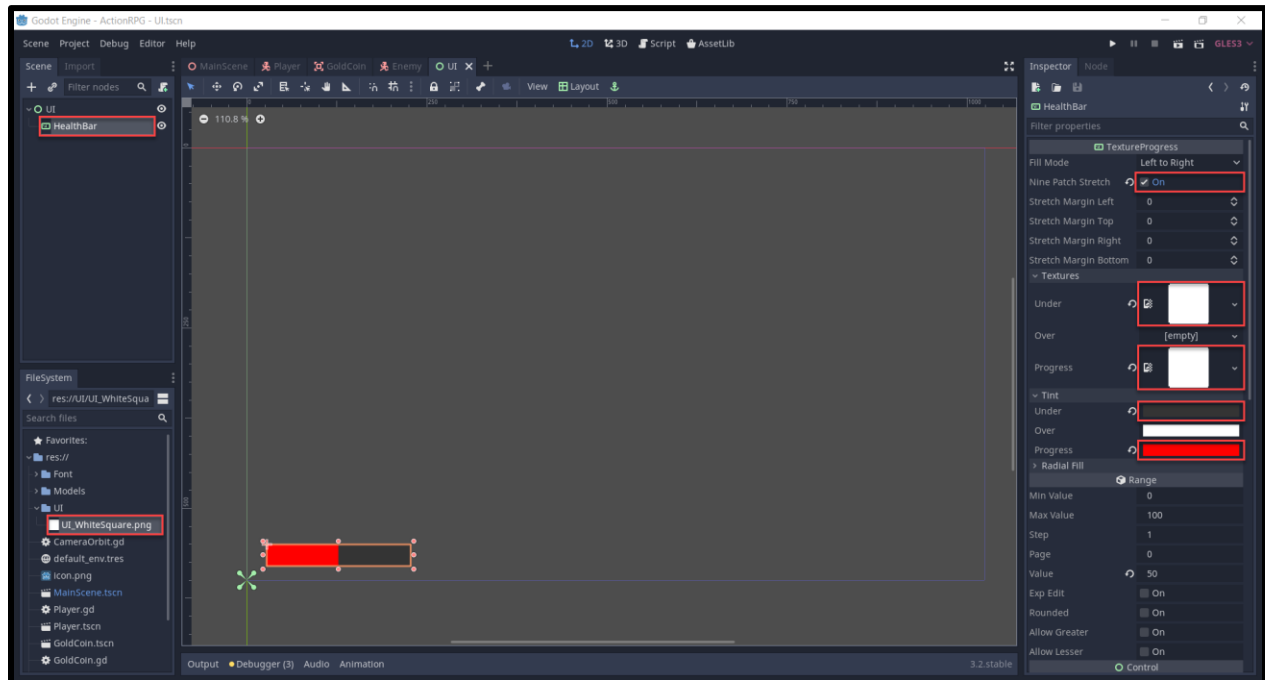 Godot Engine - ActionRPG - UI.tscn
Scene Project Debug Editor Help
2D 3D Script AssetLib
GLES3
Scene Import
MainScene Player GoldCoin Enemy UI
Inspector Node
Filter nodes
View Layout
UI
HealthBar
110.8 %
250
500
750
1000
250
500
HealthBar
Filter properties
TextureProgress
Fill Mode Left to Right
Nine Patch Stretch On
Stretch Margin Left 0
Stretch Margin Top 0
Stretch Margin Right 0
Stretch Margin Bottom 0
Textures
Under
Over [empty]
Progress
Tint
Under
Over
Progress
Radial Fill
Range
Min Value 0
Max Value 100
Step 1
Page 0
Value 50
Exp Edit On
Rounded On
Allow Greater On
Allow Lesser On
Control
FileSystem
res://UI/UI_WhiteSqua
Search files
Favorites:
res://
Font
Models
UI
UI_WhiteSquare.png
CameraOrbit.gd
default_env.tres
icon.png
MainScene.tscn
Player.gd
Player.tscn
GoldCoin.tscn
GoldCoin.gd
Output Debugger (3) Audio Animation
3.2.stable